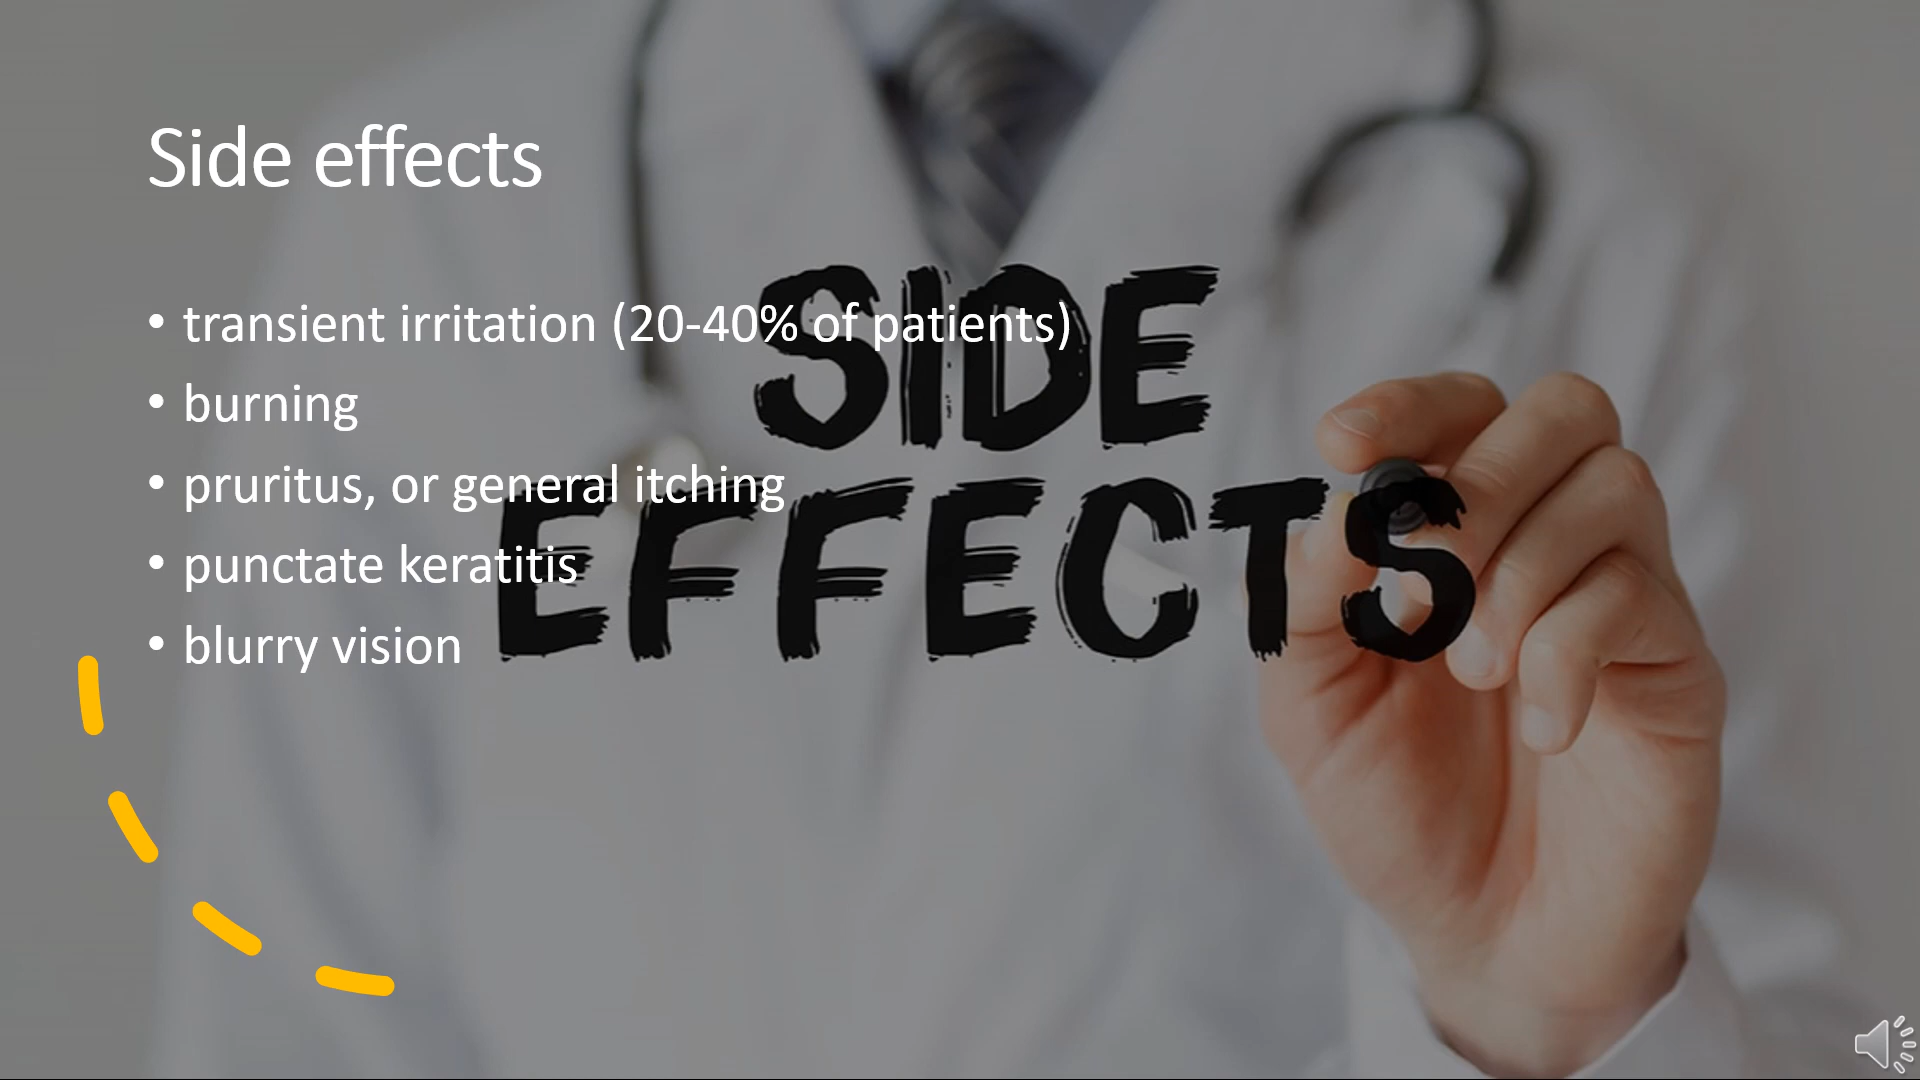 Side effects
• transient irritation (20-40% of patients)
• burning
• pruritus, or general itching
• punctate keratitis
• blurry vision
SIDE
EFFECTS